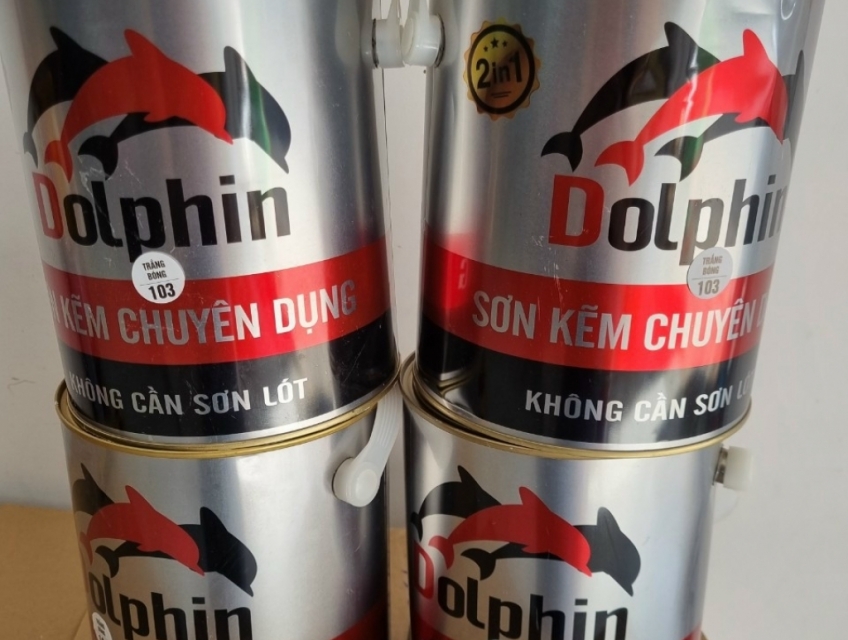 Dolphin
TRẮNG
BÓNG
103
KẼM CHUYÊN DỤNG
KHÔNG CẦN SƠN LÓT
2in1
Dolphin
TRẮNG
BÓNG
103
SƠN KẼM CHUYÊN
KHÔNG CẦN SƠN
Dolphin
Dolphin